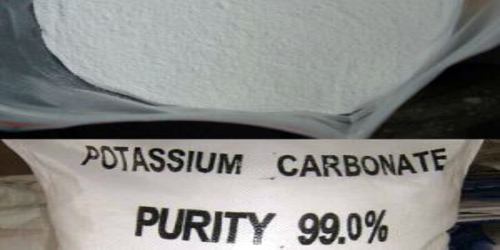 POTASSIUM CARBONATE
PURITY 99.0%